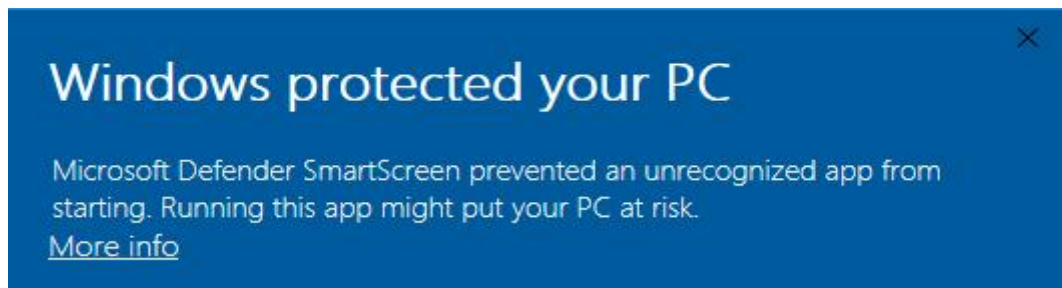 Windows protected your PC
Microsoft Defender SmartScreen prevented an unrecognized app from
starting. Running this app might put your PC at risk.
More info